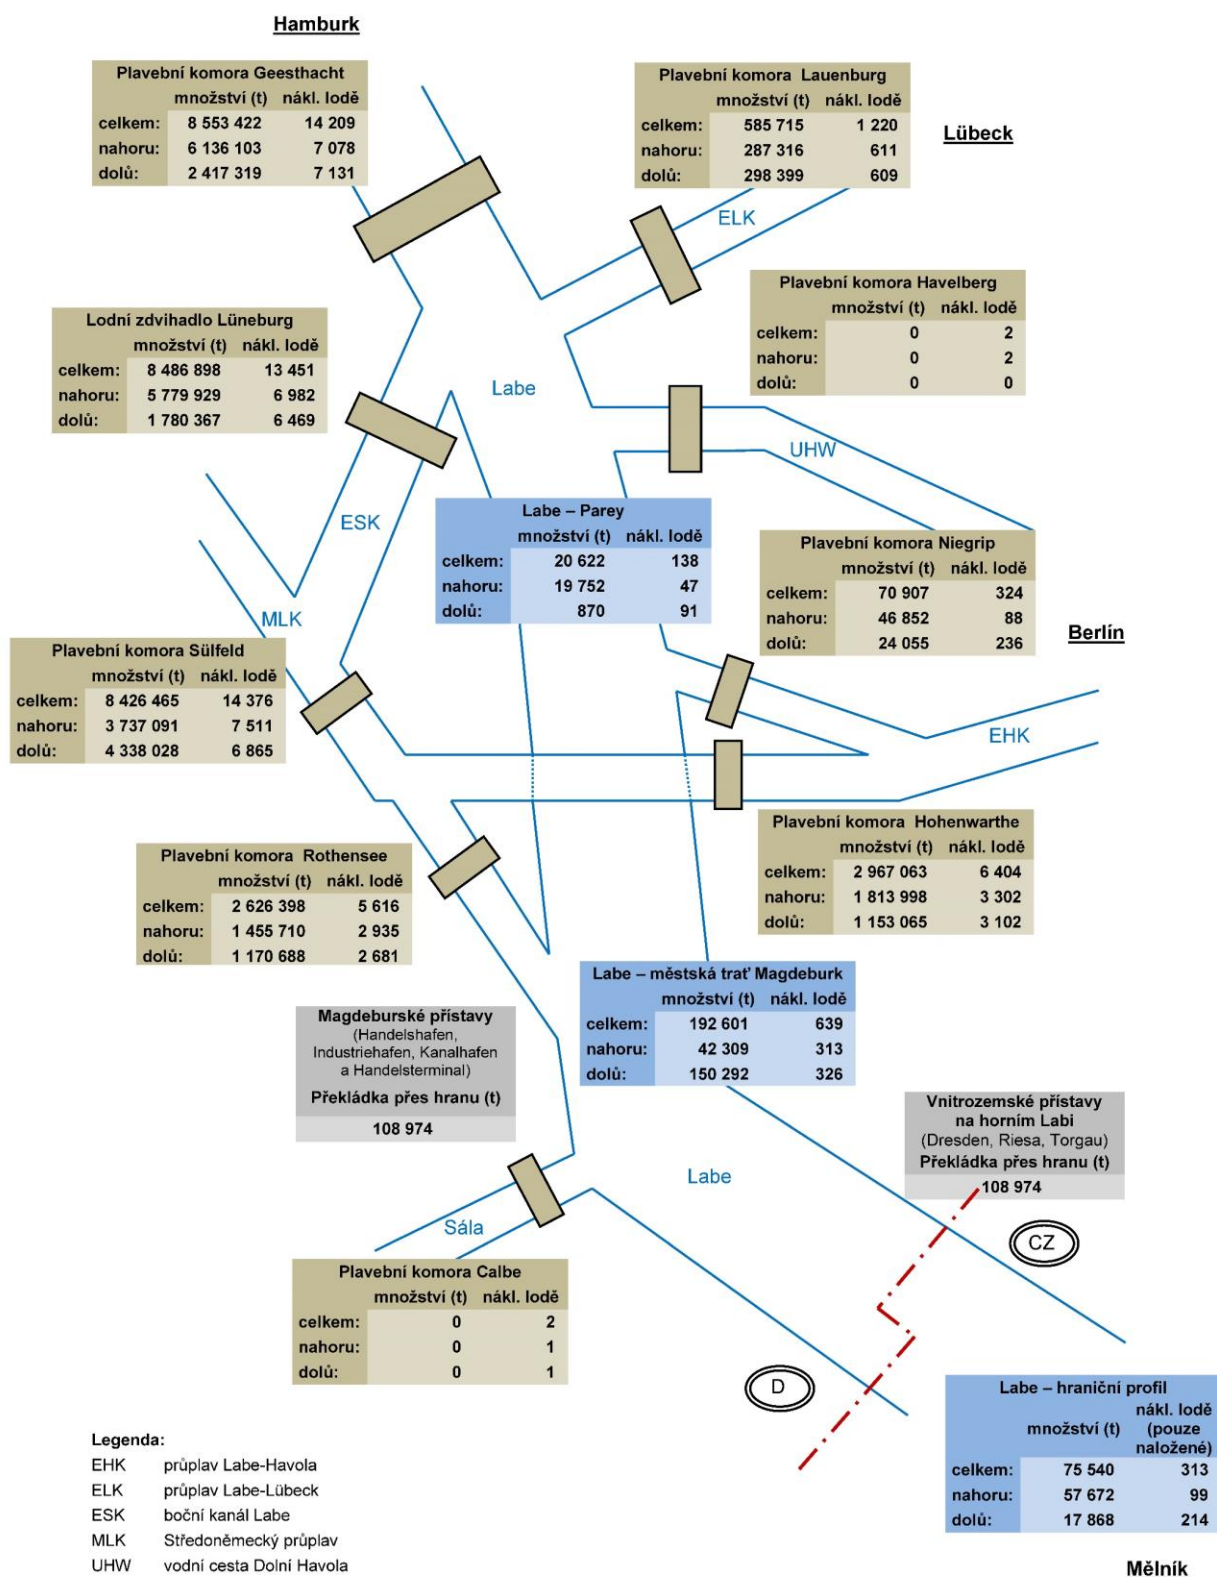 Hamburk
Plavební komora Geesthacht
množství (t) nákl. lodě
celkem: 8 553 422 14 209
nahoru: 6 136 103 7 078
dolů: 2 417 319 7 131
Plavební komora Lauenburg
množství (t) nákl. lodě
celkem: 585 715 1 220
nahoru: 287 316 611
dolů: 298 399 609
Lübeck
ELK
Plavební komora Havelberg
množství (t) nákl. lodě
celkem: 0 2
nahoru: 0 2
dolů: 0 0
Lodní zdvihadlo Lüneburg
množství (t) nákl. lodě
celkem: 8 486 898 13 451
nahoru: 5 779 929 6 982
dolů: 1 780 367 6 469
Labe
UHW
ESK
Labe – Parey
množství (t) nákl. lodě
celkem: 20 622 138
nahoru: 19 752 47
dolů: 870 91
Plavební komora Niegrip
množství (t) nákl. lodě
celkem: 70 907 324
nahoru: 46 852 88
dolů: 24 055 236
Berlín
MLK
Plavební komora Sülfeld
množství (t) nákl. lodě
celkem: 8 426 465 14 376
nahoru: 3 737 091 7 511
dolů: 4 338 028 6 865
EHK
Plavební komora Hohenwarthe
množství (t) nákl. lodě
celkem: 2 967 063 6 404
nahoru: 1 813 998 3 302
dolů: 1 153 065 3 102
Plavební komora Rothensee
množství (t) nákl. lodě
celkem: 2 626 398 5 616
nahoru: 1 455 710 2 935
dolů: 1 170 688 2 681
Labe – městská trať Magdeburk
množství (t) nákl. lodě
celkem: 192 601 639
nahoru: 42 309 313
dolů: 150 292 326
Magdeburské přístavy
(Handelshafen,
Industriehafen, Kanalhafen
a Handelsterminal)
Překládka přes hranu (t)
108 974
Vnitrozemské přístavy
na horním Labi
(Dresden, Riesa, Torgau)
Překládka přes hranu (t)
108 974
Labe
Sála
CZ
Plavební komora Calbe
množství (t) nákl. lodě
celkem: 0 2
nahoru: 0 1
dolů: 0 1
D
Labe – hraniční profil
množství (t) nákl. lodě
(pouze
naložené)
celkem: 75 540 313
nahoru: 57 672 99
dolů: 17 868 214
Legenda:
EHK průplav Labe-Havola
ELK průplav Labe-Lübeck
ESK boční kanál Labe
MLK Středoněmecký průplav
UHW vodní cesta Dolní Havola
Mělník